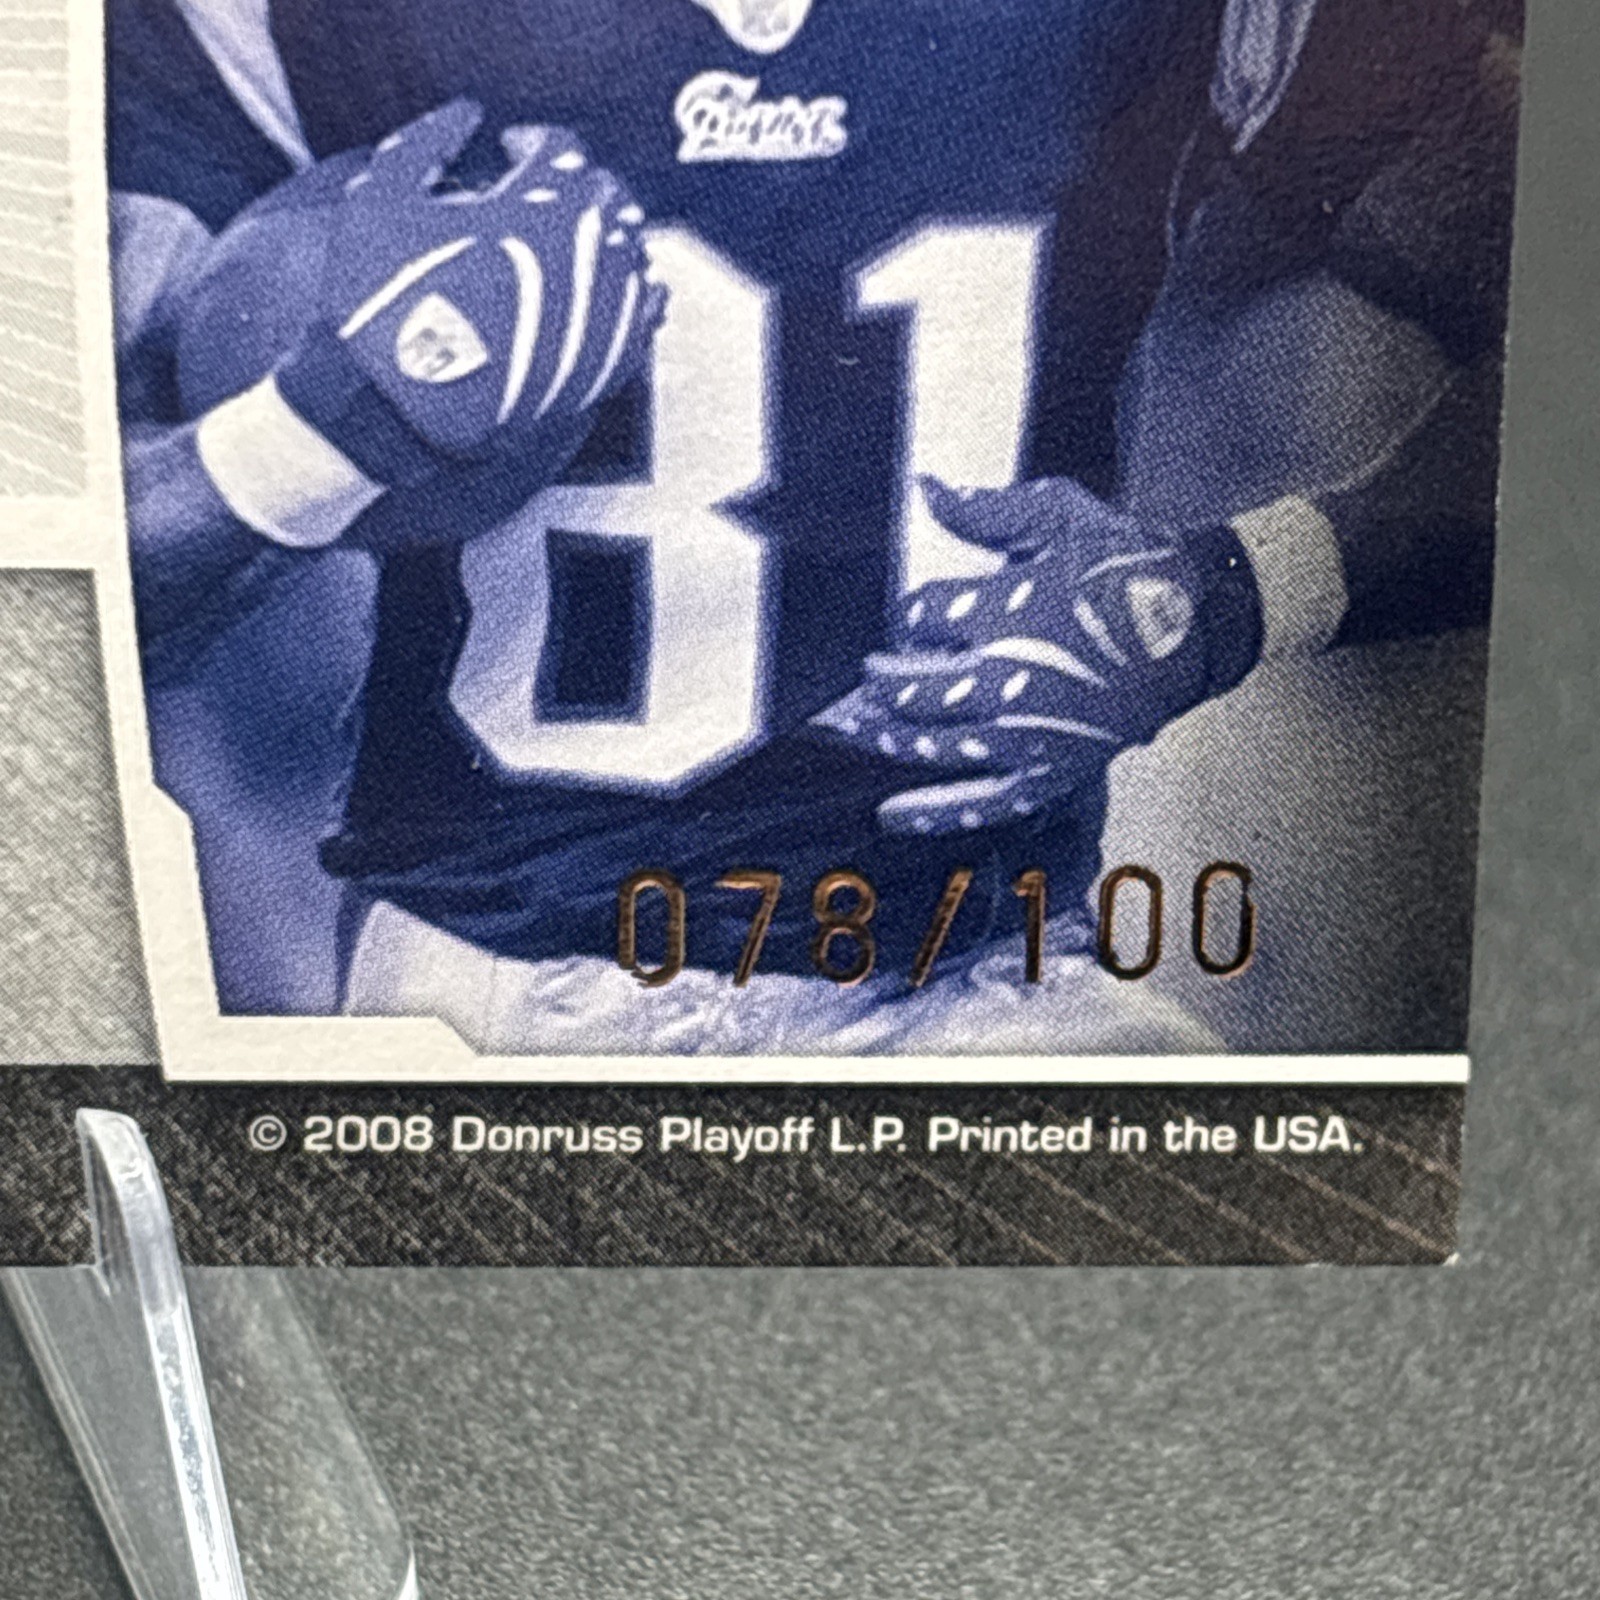 81
078/100
© 2008 Donruss Playoff L.P. Printed in the USA.